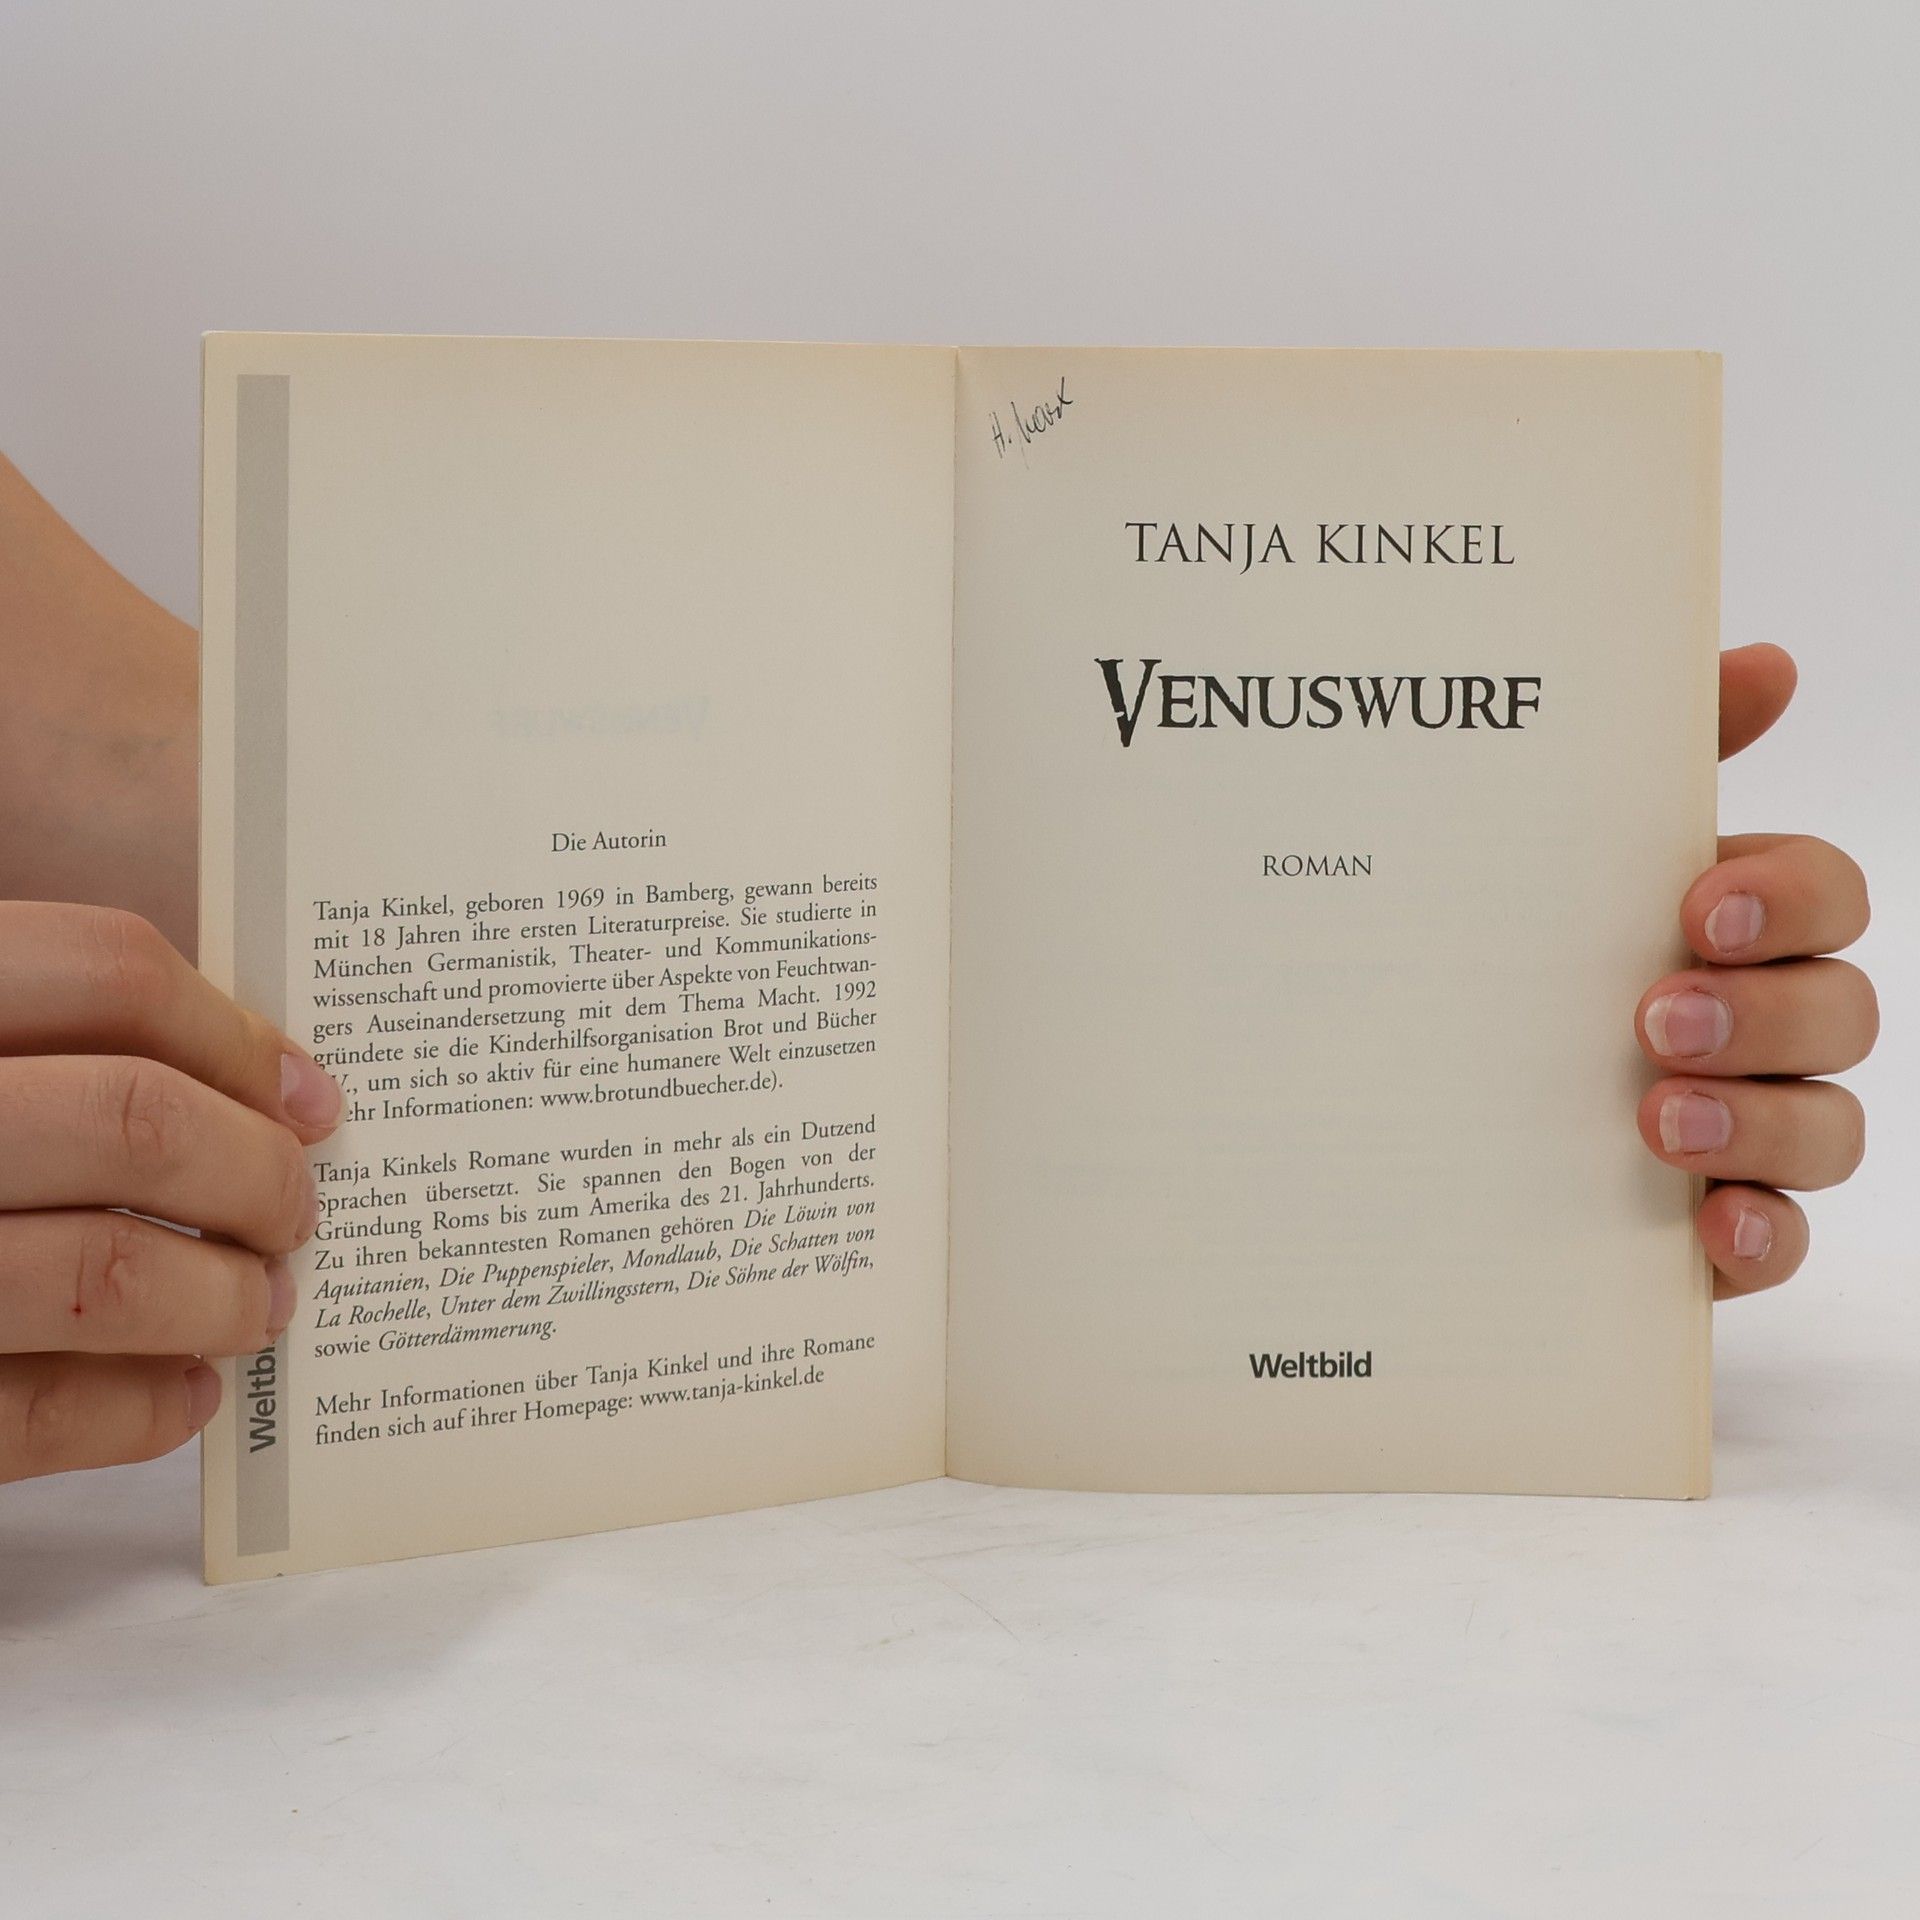 Die Autorin
Tanja Kinkel, geboren 1969 in Bamberg, gewann bereits
mit 18 Jahren ihre ersten Literaturpreise. Sie studierte in
München Germanistik, Theater- und Kommunikations-
wissenschaft und promovierte über Aspekte von Feuchtwan-
gers Auseinandersetzung mit dem Thema Macht. 1992
gründete sie die Kinderhilfsorganisation Brot und Bücher
V., um sich so aktiv für eine humanere Welt einzusetzen
ehr Informationen: www.brotundbuecher.de).
Tanja Kinkels Romane wurden in mehr als ein Dutzend
Sprachen übersetzt. Sie spannen den Bogen von der
Gründung Roms bis zum Amerika des 21. Jahrhunderts.
Zu ihren bekanntesten Romanen gehören Die Löwin von
Aquitanien, Die Puppenspieler, Mondlaub, Die Schatten von
La Rochelle, Unter dem Zwillingsstern, Die Söhne der Wölfin,
sowie Götterdämmerung.
Mehr Informationen über Tanja Kinkel und ihre Romane
finden sich auf ihrer Homepage: www.tanja-kinkel.de
Weltbi
H.
TANJA KINKEL
VENUSWURF
ROMAN
Weltbild